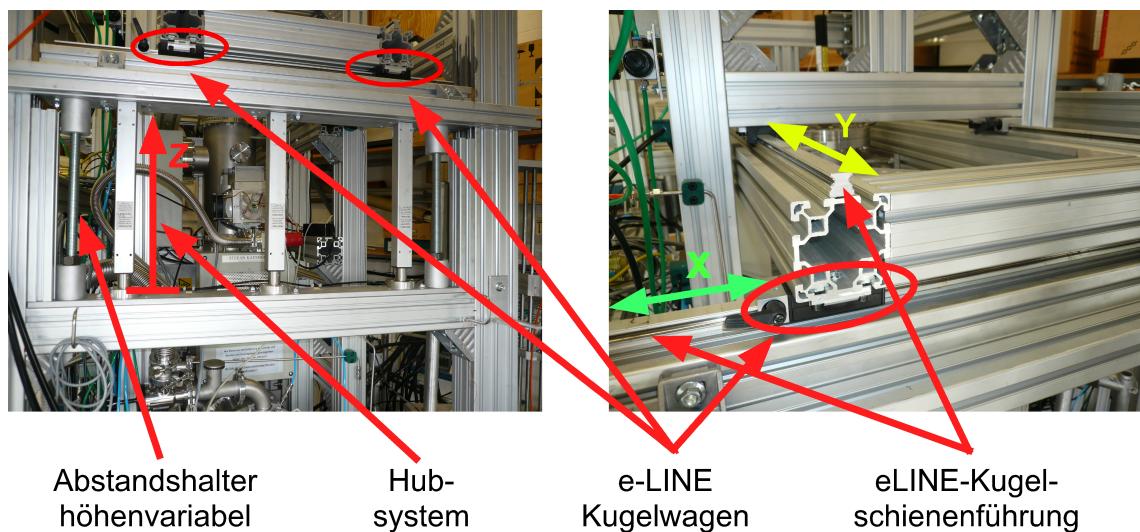 Z
Y
X
Abstandshalter
höhenvariabel
Hub-
system
e-LINE
Kugelwagen
eLINE-Kugel-
schienenführung